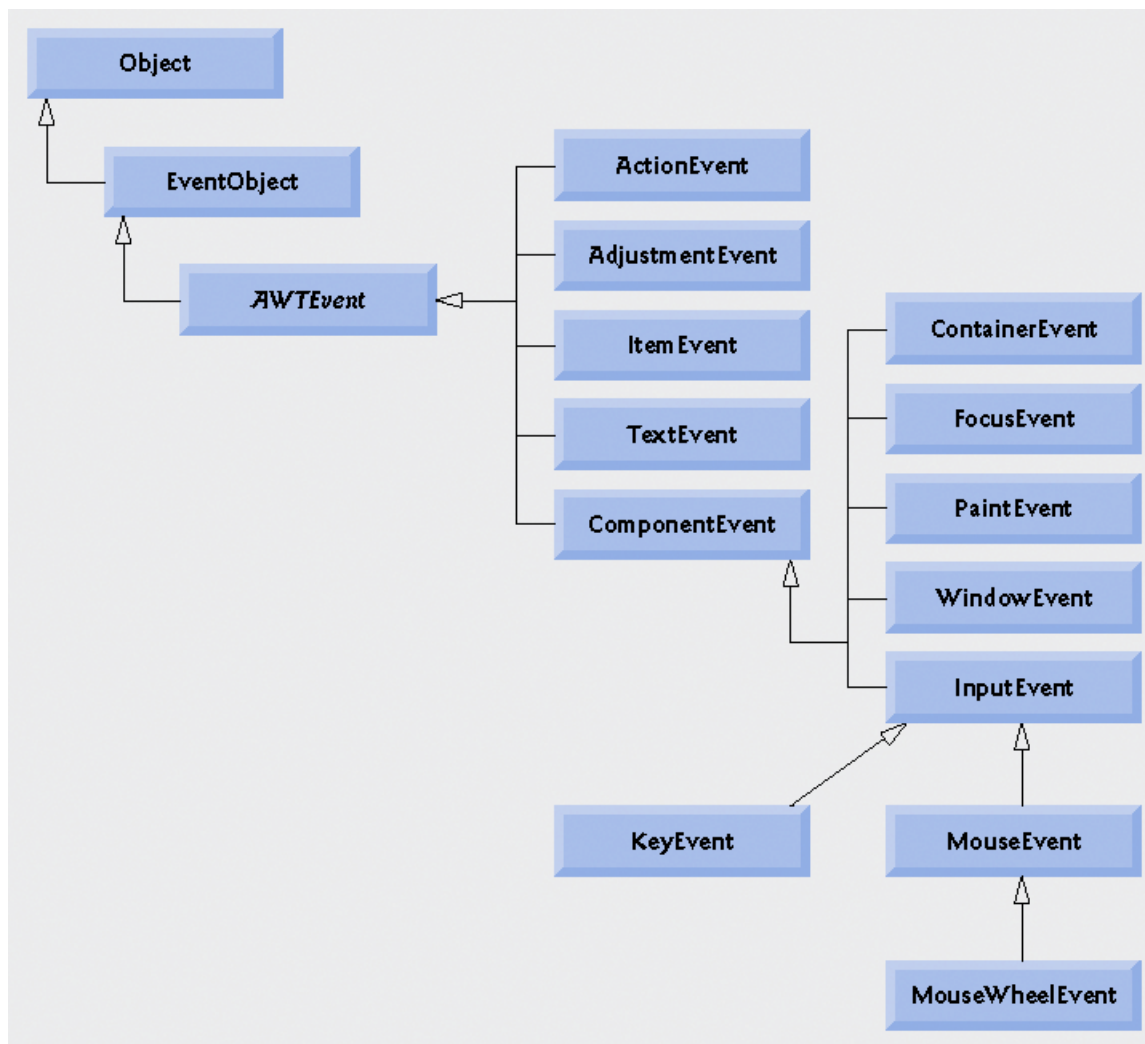 Object
EventObject
AWTEvent
ActionEvent
AdjustmentEvent
ItemEvent
TextEvent
ComponentEvent
ContainerEvent
FocusEvent
PaintEvent
WindowEvent
InputEvent
KeyEvent
MouseEvent
MouseWheelEvent